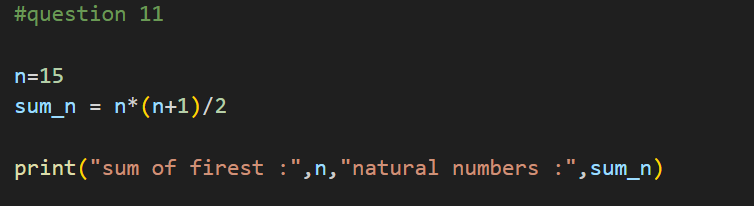 #question 11
n=15
sum_n = n*(n+1)/2
print("sum of firest :",n,"natural numbers :",sum_n)